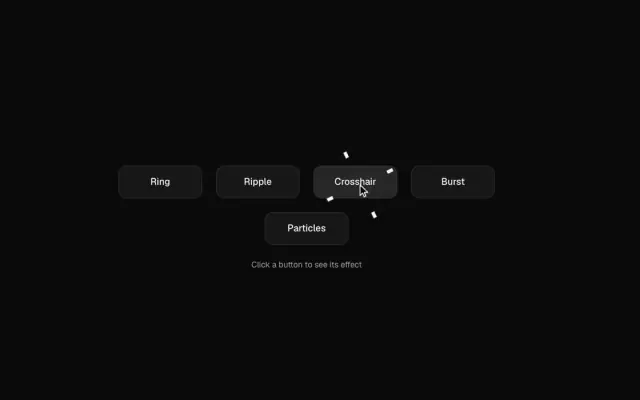 Ring
Ripple
Crosshair
Burst
Particles
Click a button to see its effect